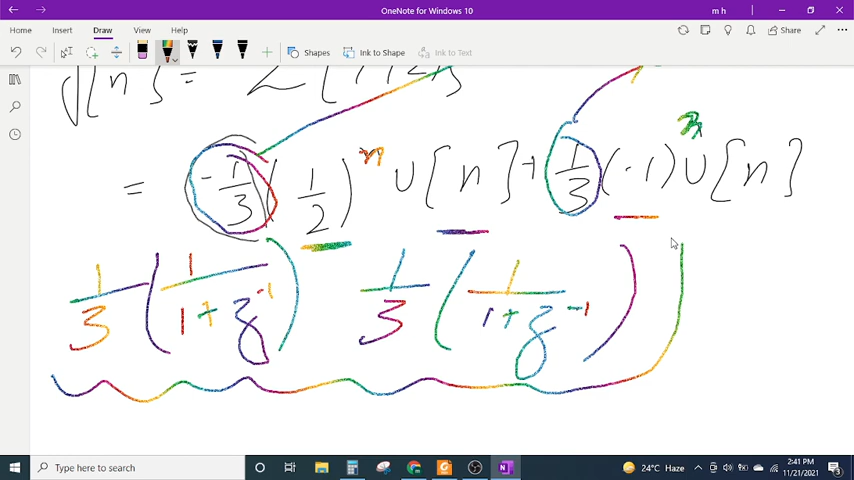 OneNote for Windows 10
m h
Home Insert Draw View Help
Share
Shapes Ink to Shape Ink to Text
y[n] =
= -1/3 (1/2)^n U[n] + 1/3 (-1)^n U[n]
1/3 (1/1+z^-1) 1/3 (1/1+z^-1)
Type here to search
24°C Haze
2:41 PM
11/21/2021
3